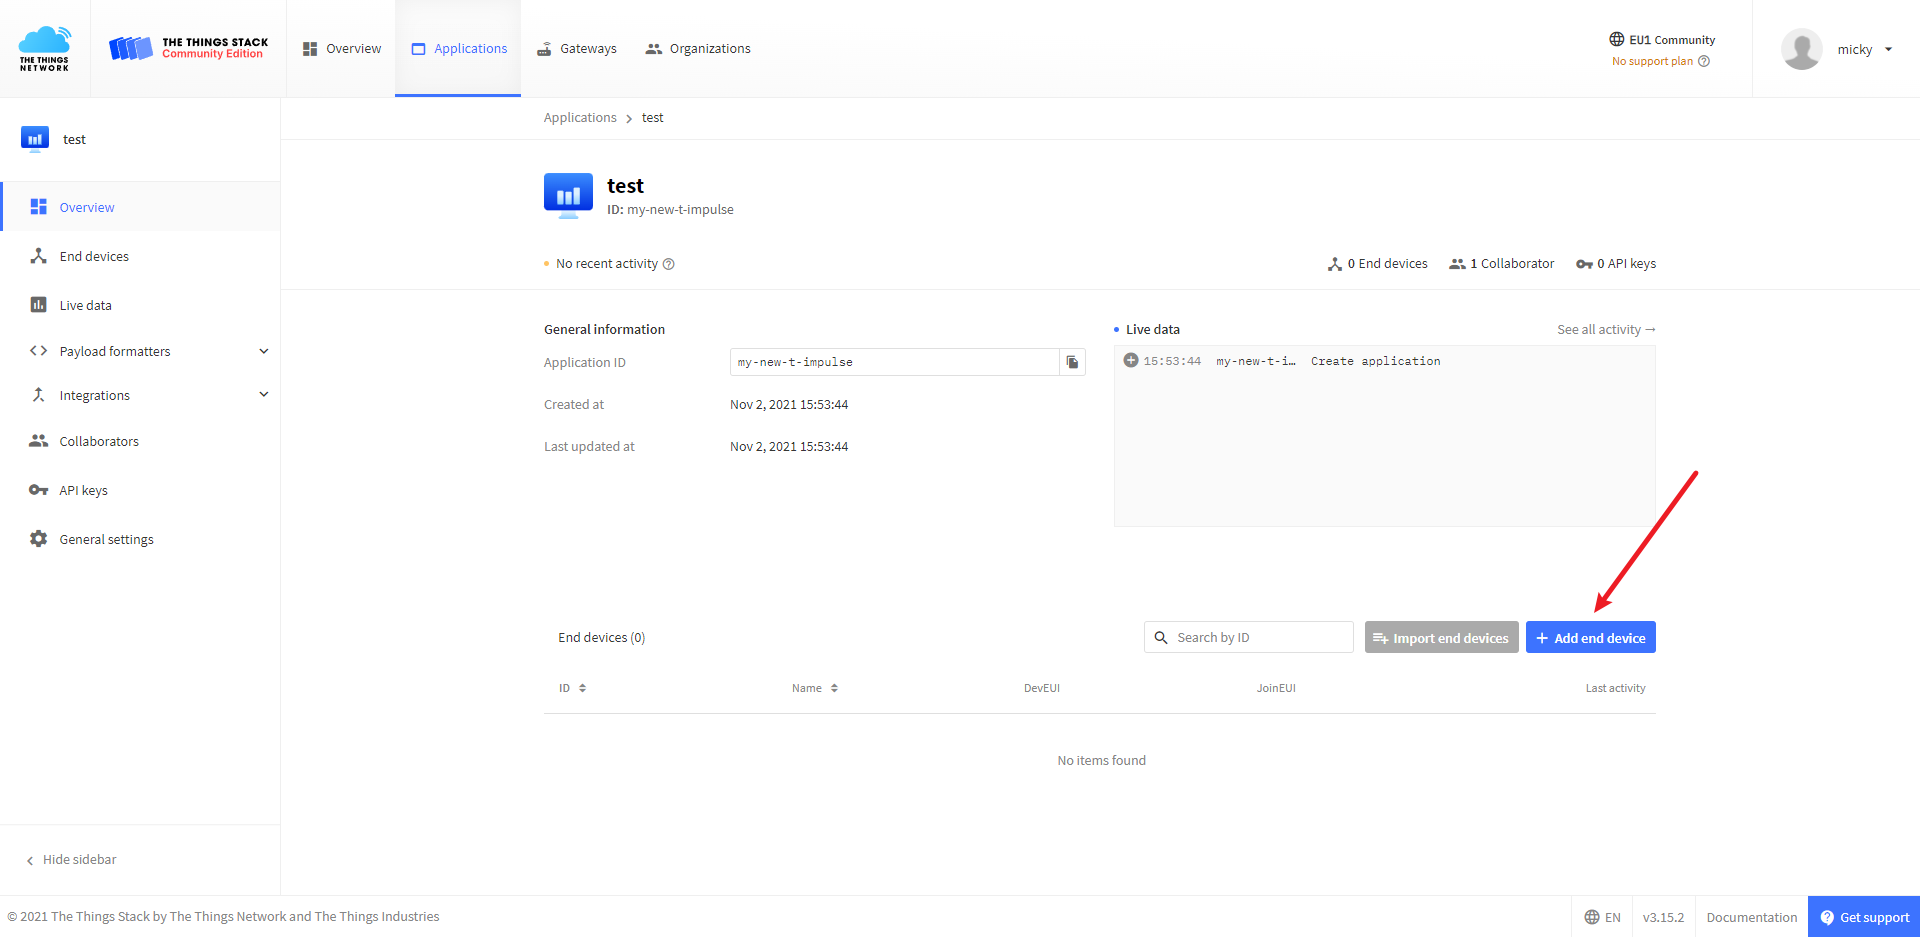 THE THINGS
NETWORK
THE THINGS STACK
Community Edition
Overview
Applications
Gateways
Organizations
EU1 Community
No support plan
micky
test
Overview
End devices
Live data
Payload formatters
Integrations
Collaborators
API keys
General settings
Hide sidebar
Applications
test
test
ID: my-new-t-impulse
No recent activity
0 End devices
1 Collaborator
0 API keys
General information
Application ID
my-new-t-impulse
Created at
Nov 2, 2021 15:53:44
Last updated at
Nov 2, 2021 15:53:44
Live data
See all activity →
15:53:44 my-new-t-i… Create application
End devices (0)
Search by ID
Import end devices
Add end device
ID
Name
DevEUI
JoinEUI
Last activity
No items found
© 2021 The Things Stack by The Things Network and The Things Industries
EN
v3.15.2
Documentation
Get support